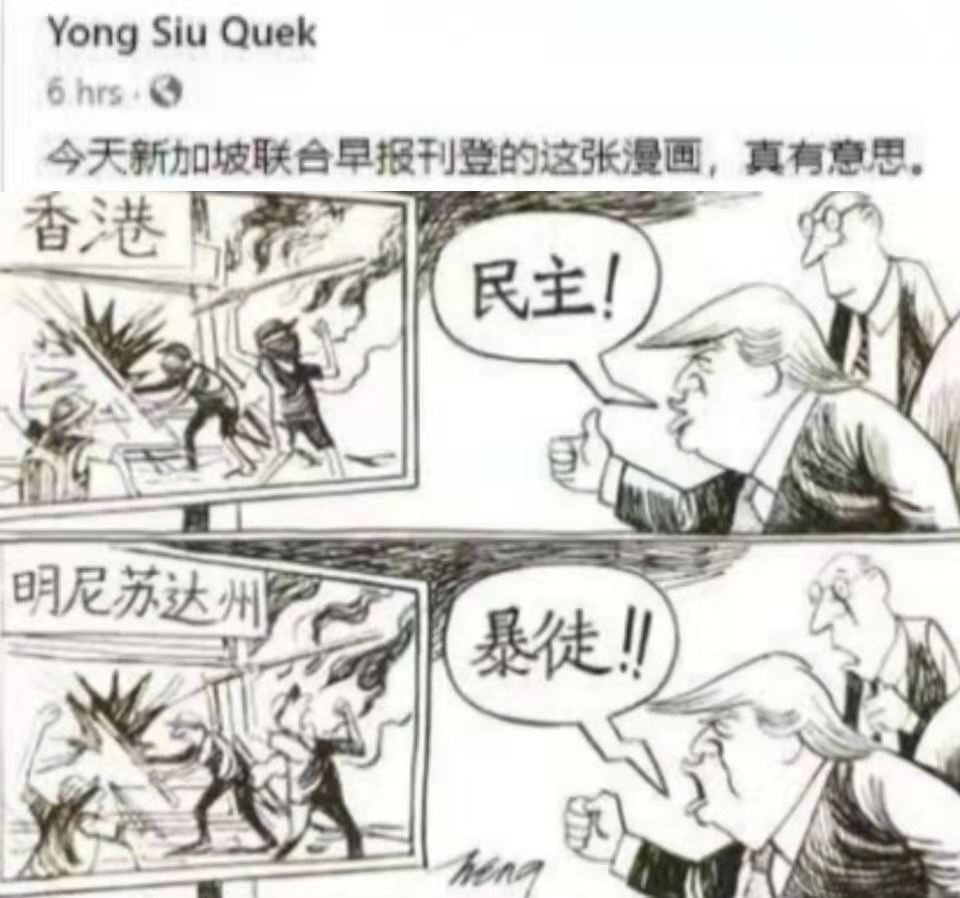 Yong Siu Quek
6 hrs ·
今天新加坡联合早报刊登的这张漫画，真有意思。
香港
民主！
明尼苏达州
暴徒!!
heng